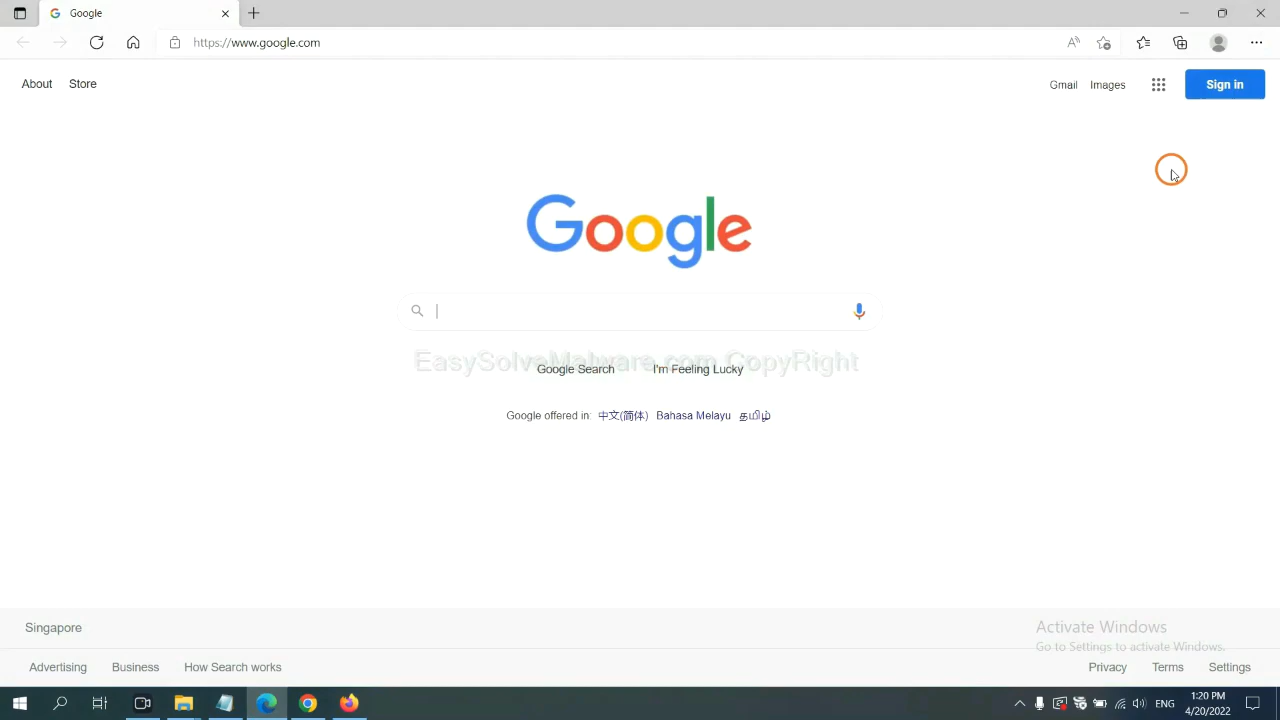 Google
https://www.google.com
About Store
Gmail Images Sign in
Google
EasySolveMalware.com CopyRight
Google Search I'm Feeling Lucky
Google offered in: 中文(简体) Bahasa Melayu தமிழ்
Singapore
Activate Windows
Go to Settings to activate Windows.
Advertising Business How Search works
Privacy Terms Settings
ENG
1:20 PM
4/20/2022